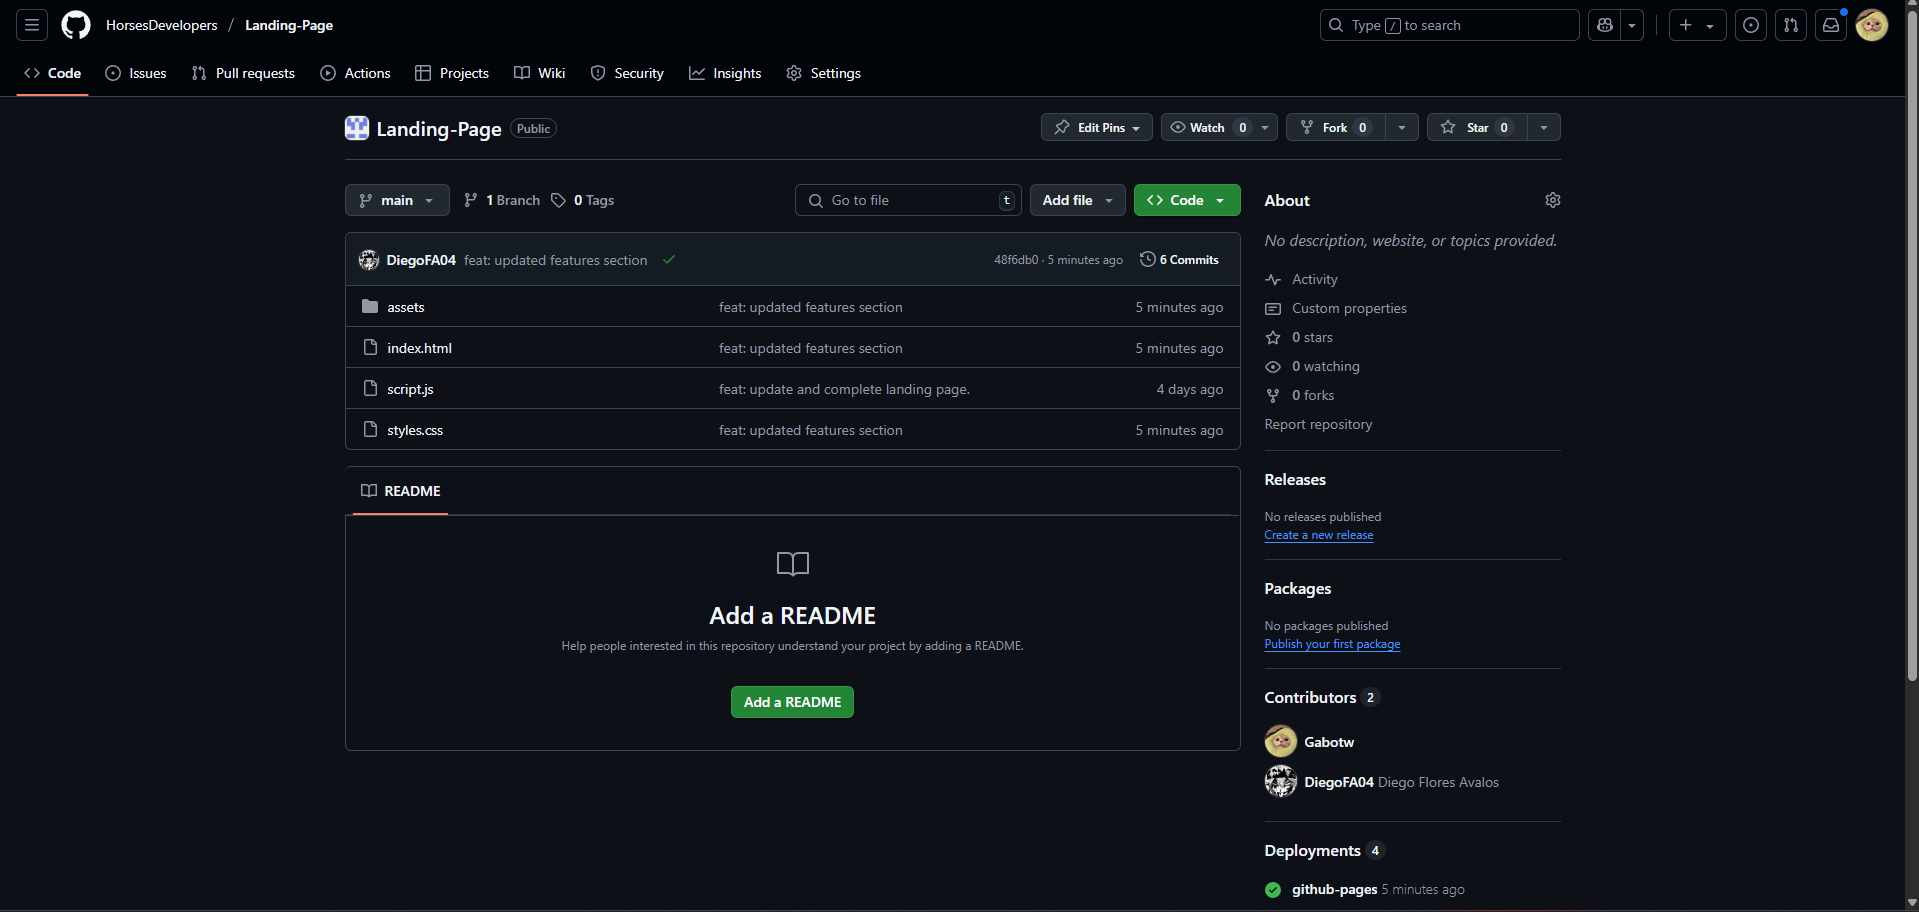 HorsesDevelopers / Landing-Page
Type / to search
Code Issues Pull requests Actions Projects Wiki Security Insights Settings
Landing-Page Public
Edit Pins Watch 0 Fork 0 Star 0
main 1 Branch 0 Tags
Go to file t
Add file
Code
DiegoFA04 feat: updated features section 48f6db0 · 5 minutes ago 6 Commits
assets feat: updated features section 5 minutes ago
index.html feat: updated features section 5 minutes ago
script.js feat: update and complete landing page. 4 days ago
styles.css feat: updated features section 5 minutes ago
README
Add a README
Help people interested in this repository understand your project by adding a README.
Add a README
About
No description, website, or topics provided.
Activity
Custom properties
0 stars
0 watching
0 forks
Report repository
Releases
No releases published
Create a new release
Packages
No packages published
Publish your first package
Contributors 2
Gabotw
DiegoFA04 Diego Flores Avalos
Deployments 4
github-pages 5 minutes ago